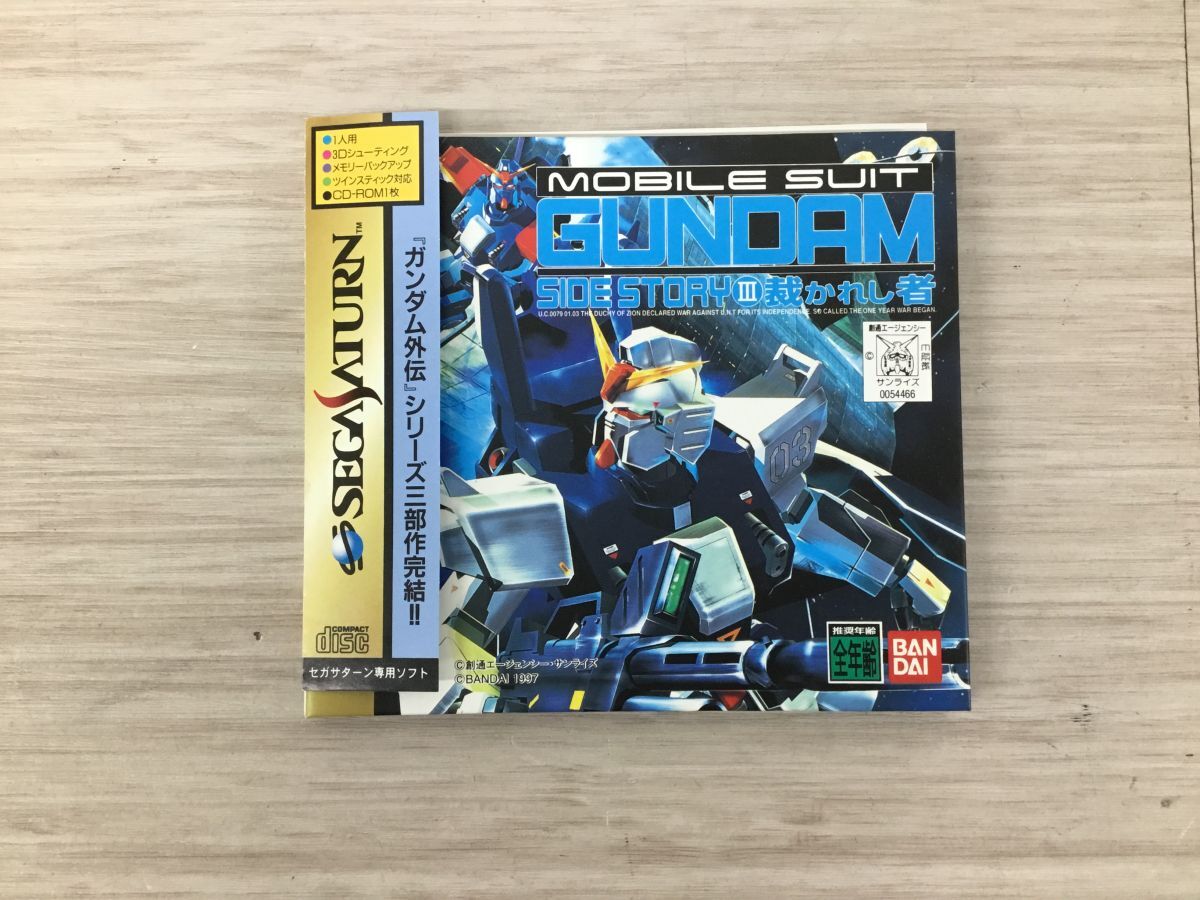 ●1人用
●3Dシューティング
●メモリーバックアップ
●ツインスティック対応
●CD-ROM1枚
SEGA SATURN™
『ガンダム外伝』シリーズ三部作完結!!
COMPACT
disc
セガサターン専用ソフト
MOBILE SUIT
GUNDAM
SIDE STORY Ⅲ 裁かれし者
U.C.0079 01.03 THE DUCHY OF ZION DECLARED WAR AGAINST U.N.T FOR ITS INDEPENDENCE. SO CALLED THE ONE YEAR WAR BEGAN.
創通エージェンシー
©
サンライズ
0054466
03
©創通エージェンシー・サンライズ
©BANDAI 1997
推奨年齢
全年齢
BAN
DAI